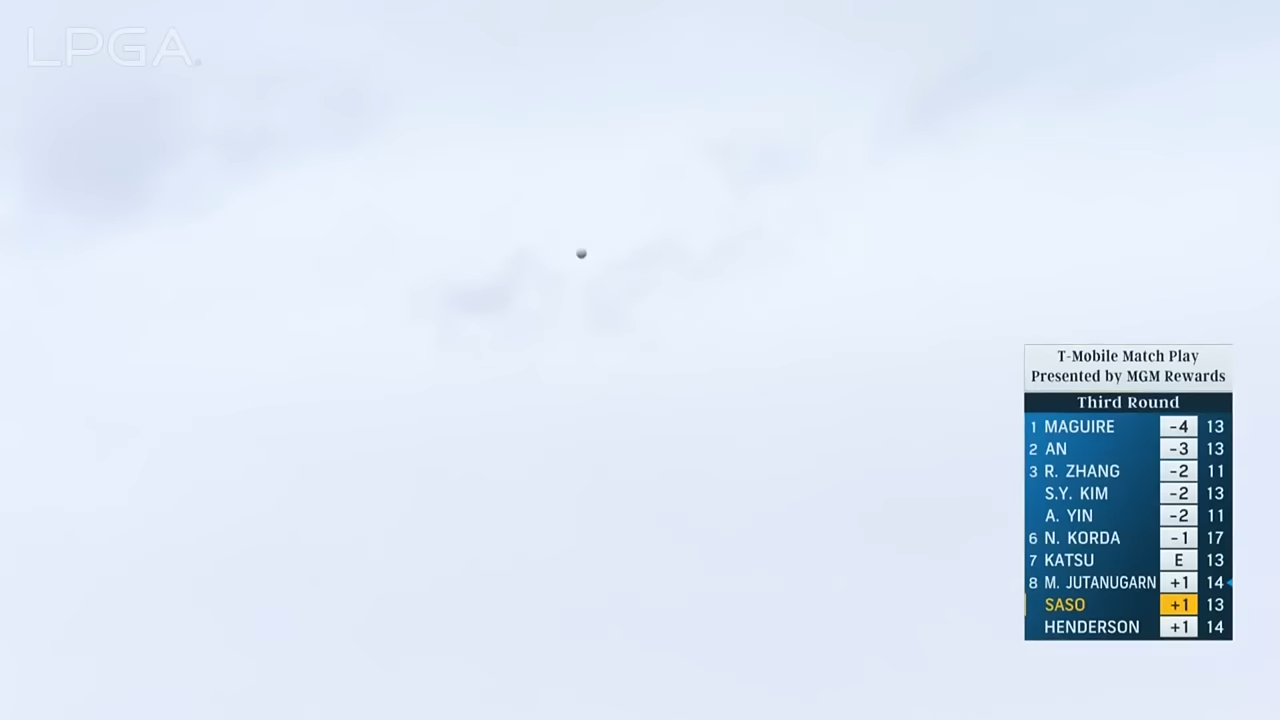 LPGA
T-Mobile Match Play
Presented by MGM Rewards
Third Round
1 MAGUIRE -4 13
2 AN -3 13
3 R. ZHANG -2 11
S.Y. KIM -2 13
A. YIN -2 11
6 N. KORDA -1 17
7 KATSU E 13
8 M. JUTANUGARN +1 14
SASO +1 13
HENDERSON +1 14